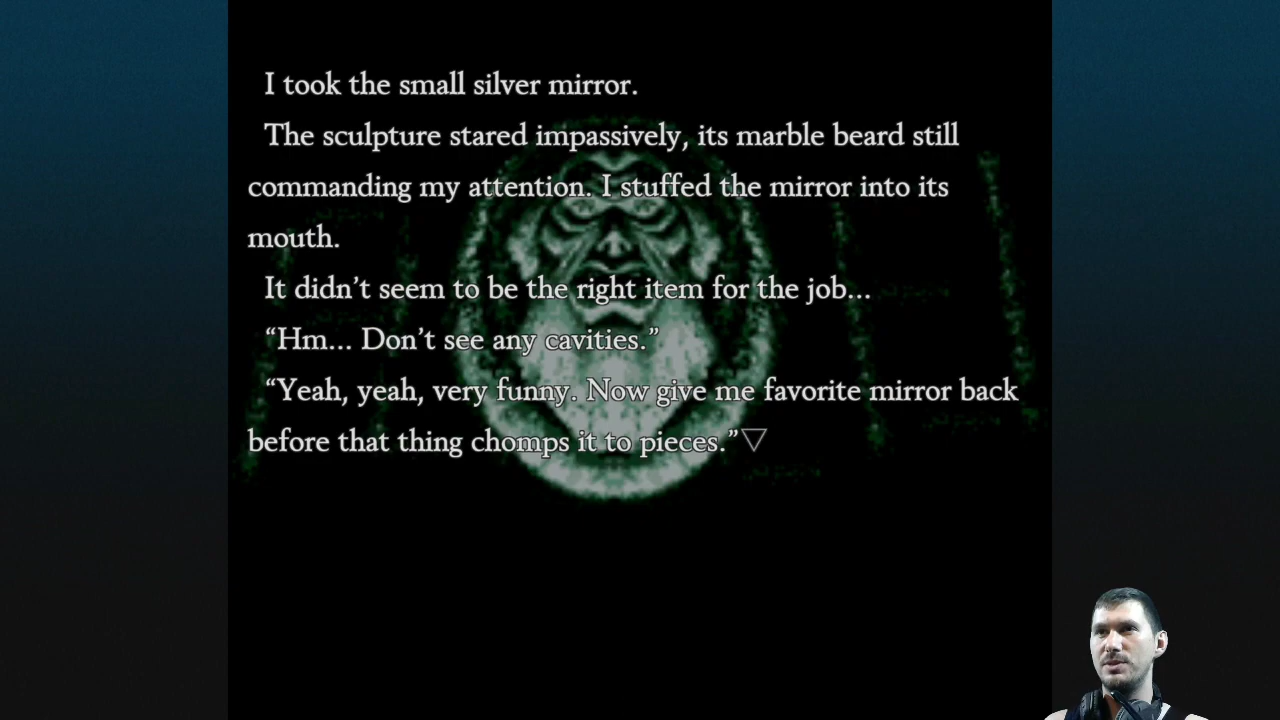 I took the small silver mirror.
The sculpture stared impassively, its marble beard still
commanding my attention. I stuffed the mirror into its
mouth.
It didn’t seem to be the right item for the job...
“Hm... Don’t see any cavities.”
“Yeah, yeah, very funny. Now give me favorite mirror back
before that thing chomps it to pieces.”▽